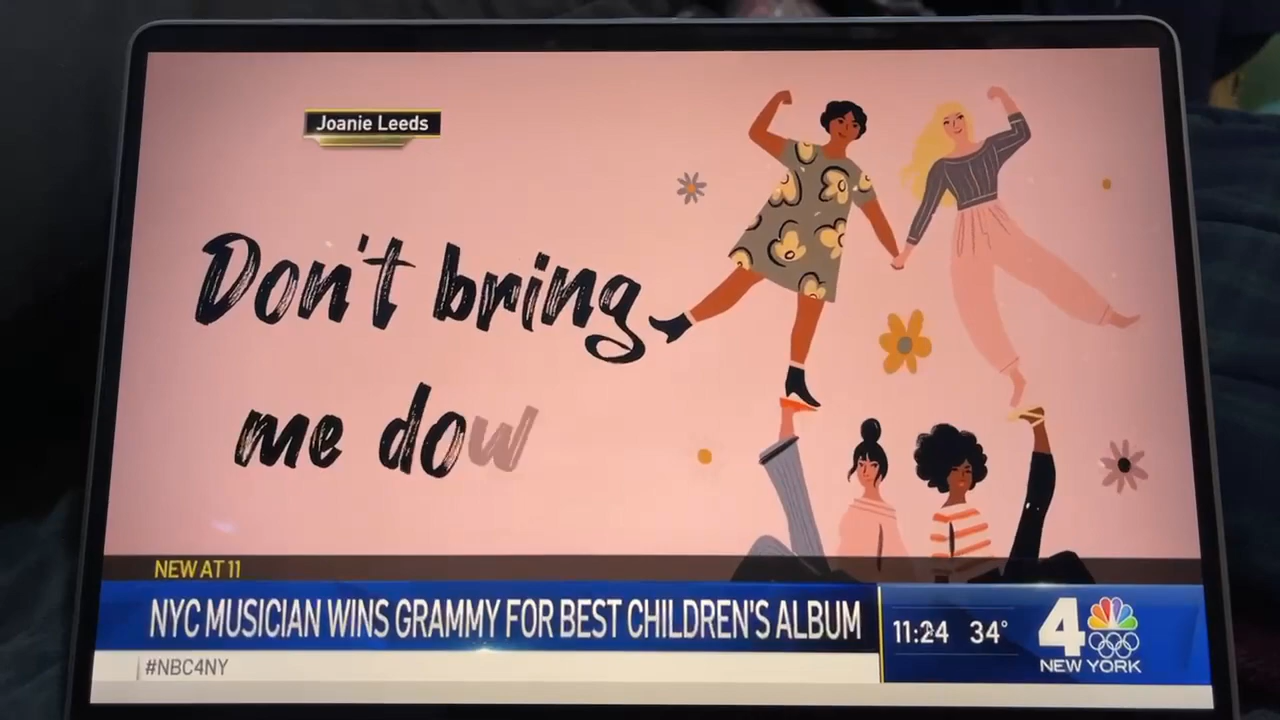 Joanie Leeds
Don't bring
me dow
NEW AT 11
NYC MUSICIAN WINS GRAMMY FOR BEST CHILDREN'S ALBUM
11:24 34°
4
NEW YORK
#NBC4NY